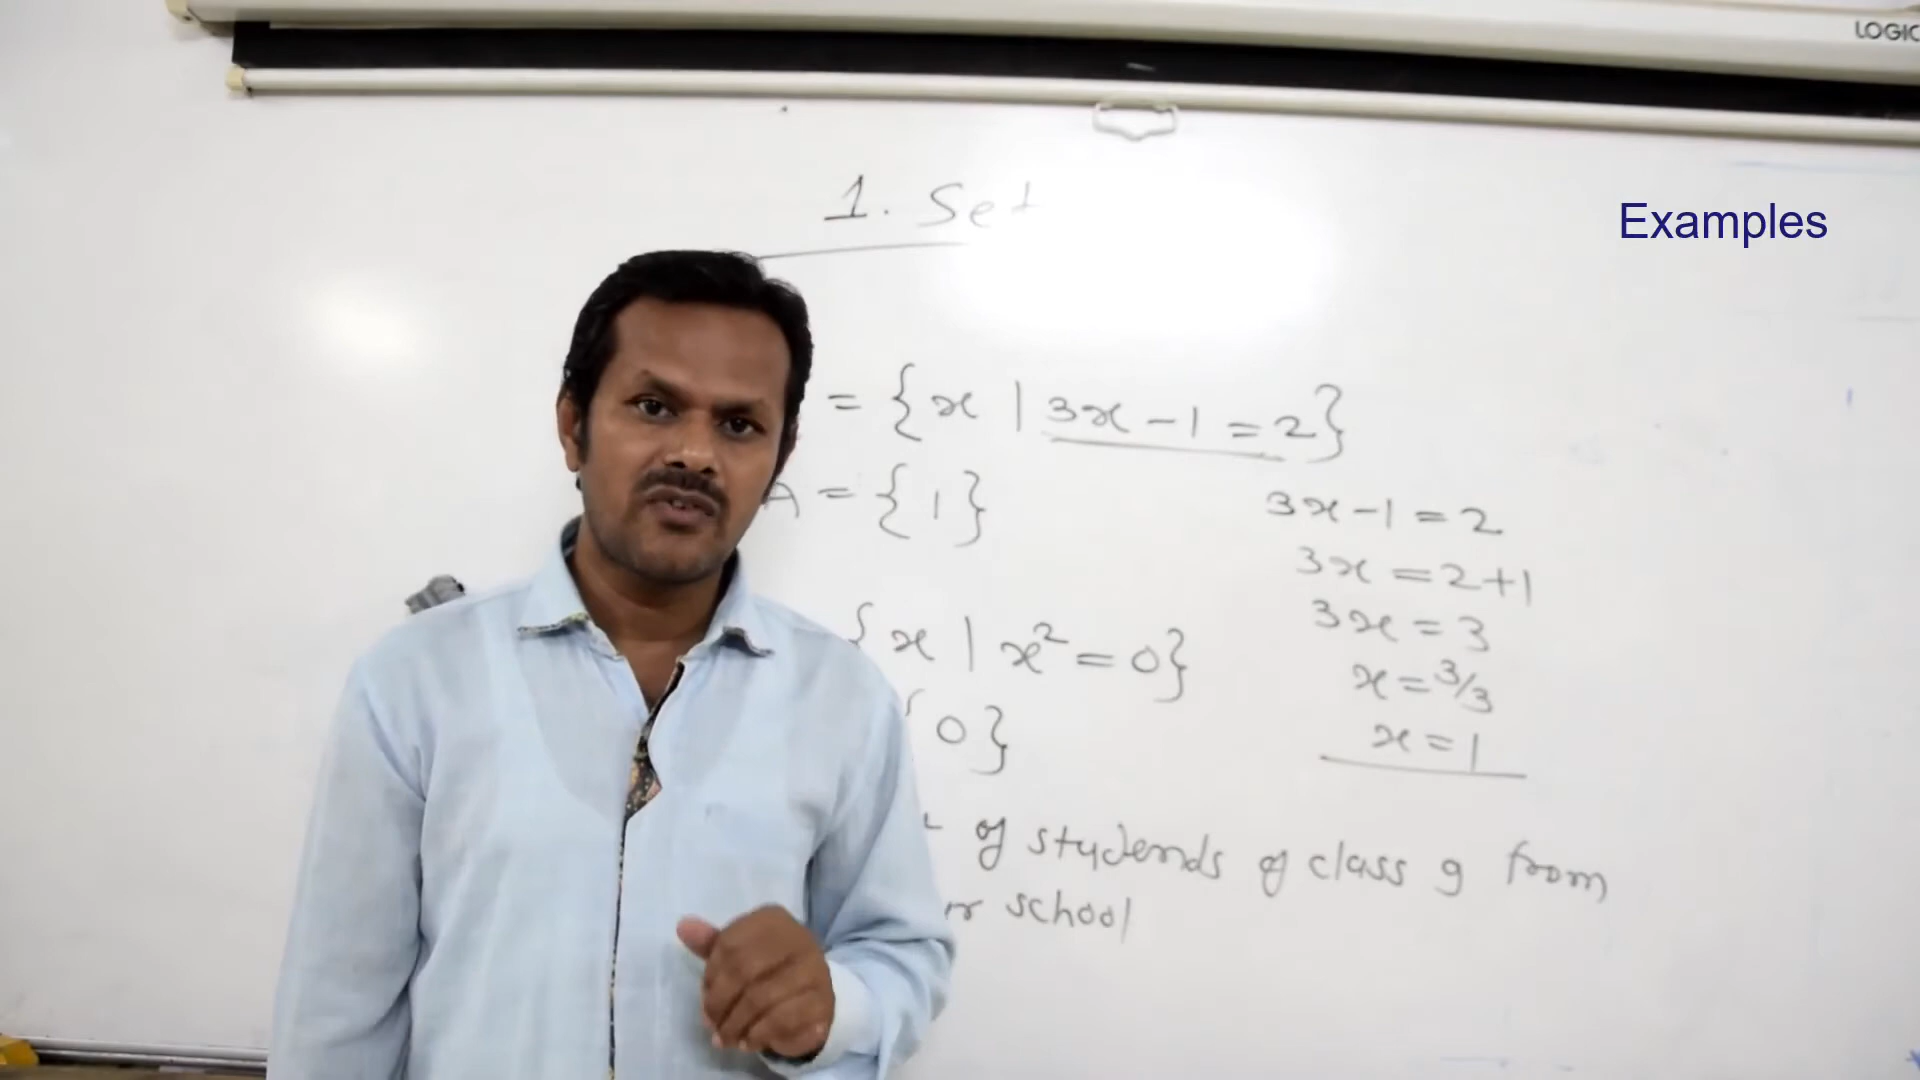 LOGIC
1. Set
Examples
= {x | 3x - 1 = 2}
A = {1}
3x - 1 = 2
3x = 2 + 1
3x = 3
x = 3/3
x = 1
{x | x² = 0}
{0}
of students of class 9 from
school